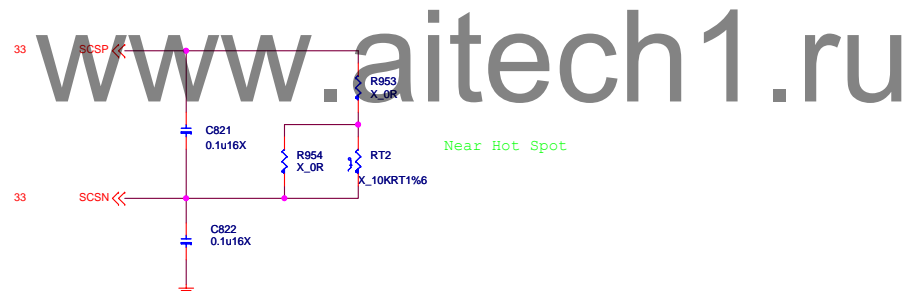 www.aitech1.ru
33 SCSP
R953
X_0R
C821
0.1u16X
R954
X_0R
RT2
X_10KRT1%6
Near Hot Spot
33 SCSN
C822
0.1u16X